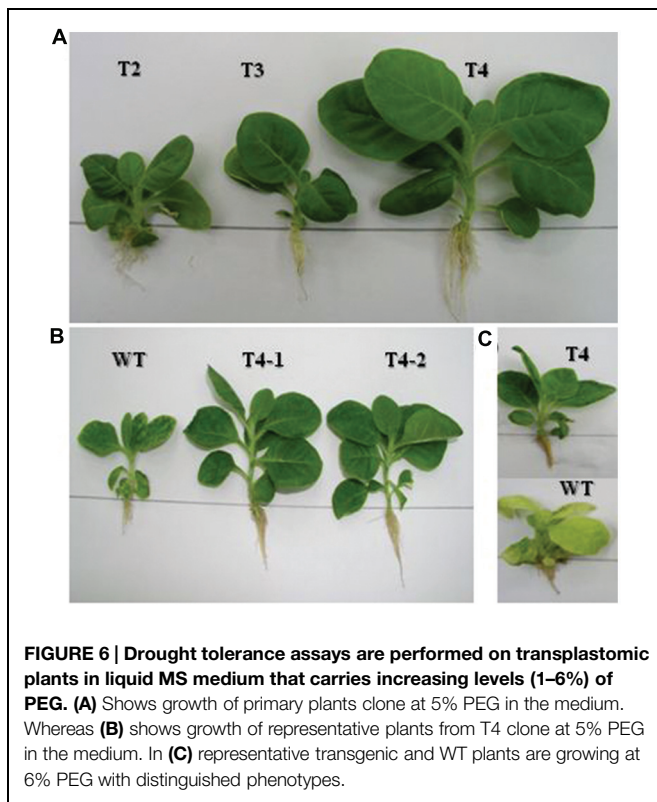 A
T2 T3 T4
B C
WT T4-1 T4-2
T4
WT
FIGURE 6 | Drought tolerance assays are performed on transplastomic
plants in liquid MS medium that carries increasing levels (1–6%) of
PEG. (A) Shows growth of primary plants clone at 5% PEG in the medium.
Whereas (B) shows growth of representative plants from T4 clone at 5% PEG
in the medium. In (C) representative transgenic and WT plants are growing at
6% PEG with distinguished phenotypes.